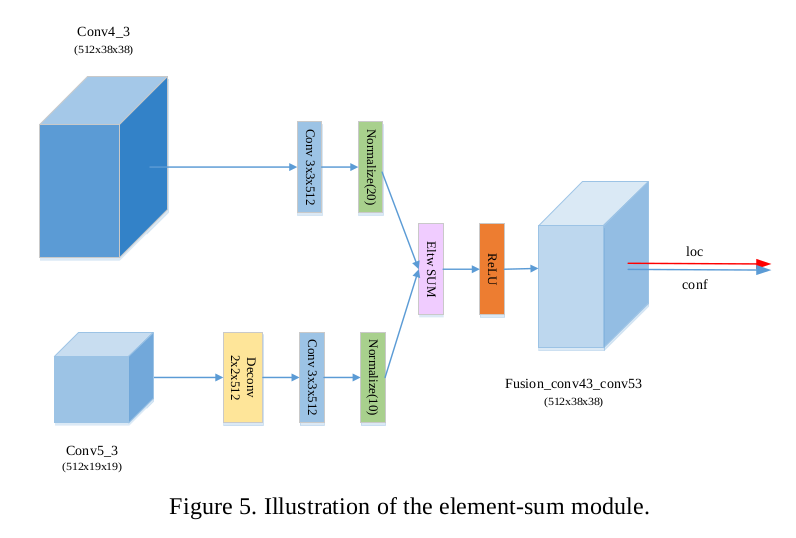 Conv4_3
(512x38x38)
Conv 3x3x512
Normalize(20)
Eltw SUM
ReLU
loc
conf
Deconv
2x2x512
Conv 3x3x512
Normalize(10)
Fusion_conv43_conv53
(512x38x38)
Conv5_3
(512x19x19)
Figure 5. Illustration of the element-sum module.